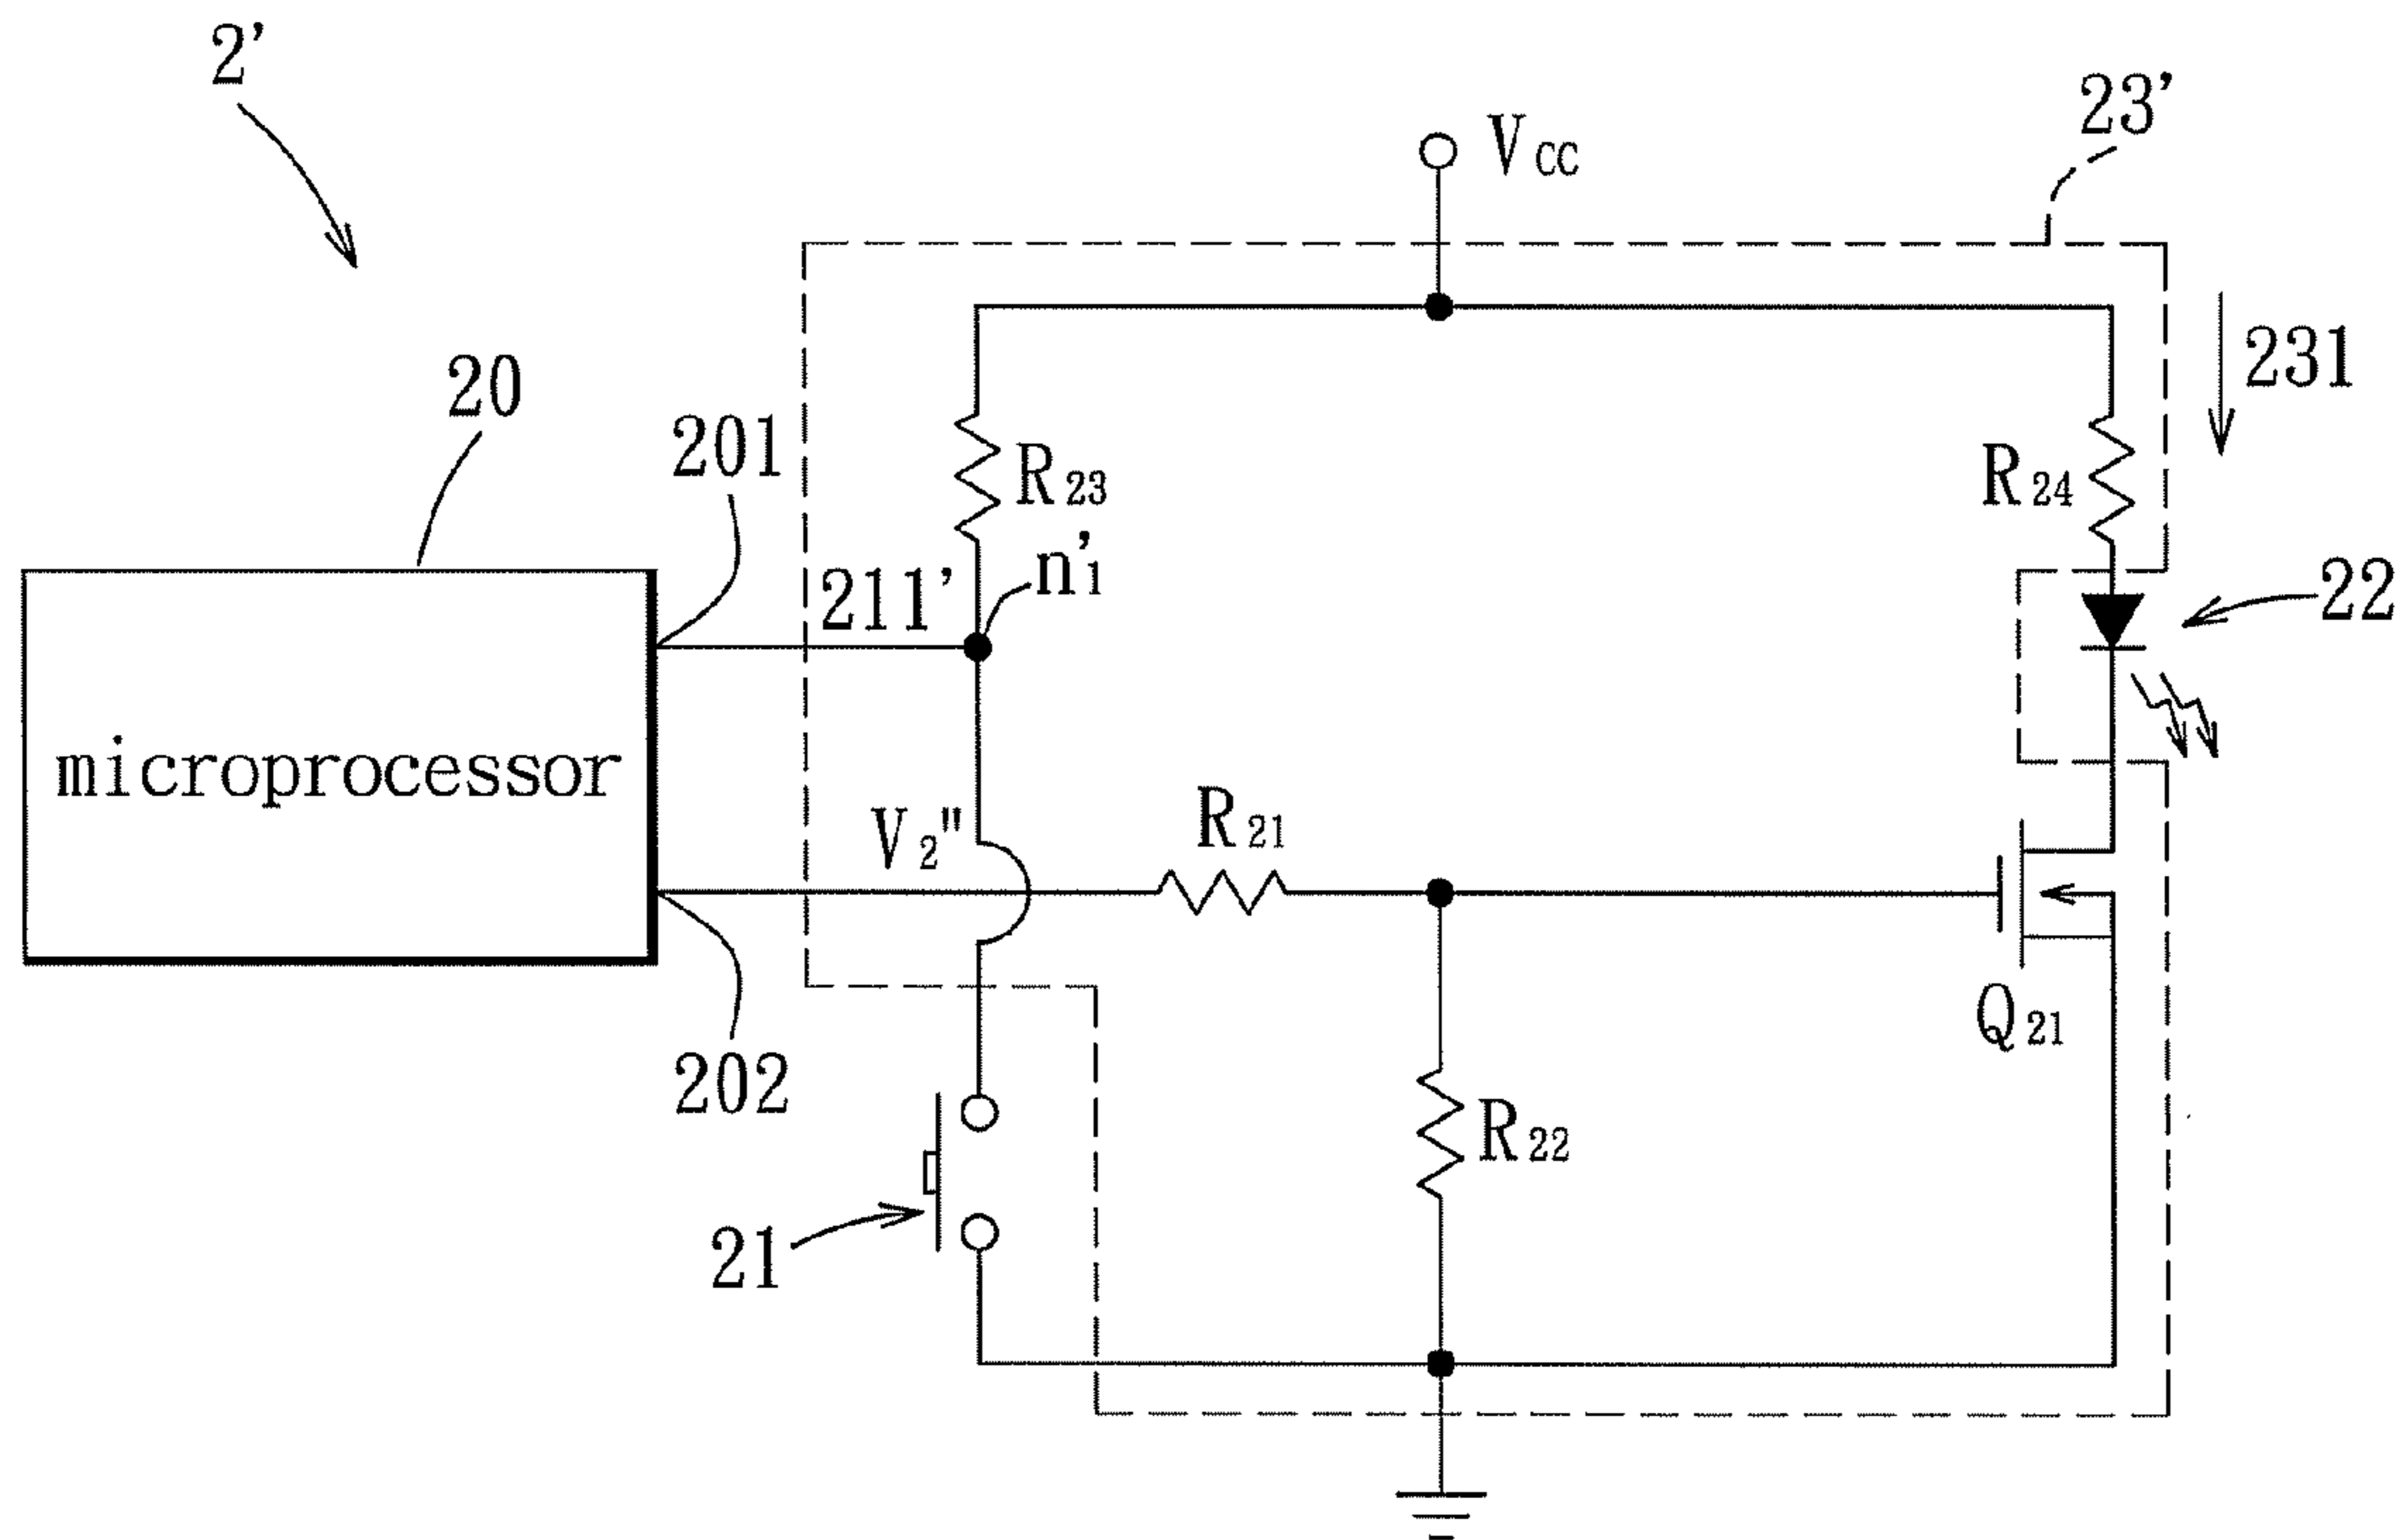 2'
23'
VCC
20
201
R23
R24
231
211'
n'1
22
microprocessor
V2"
R21
Q21
202
R22
21